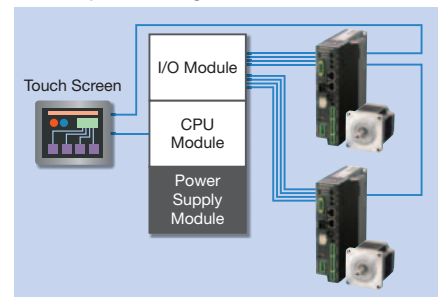 Touch Screen
I/O Module
CPU
Module
Power
Supply
Module